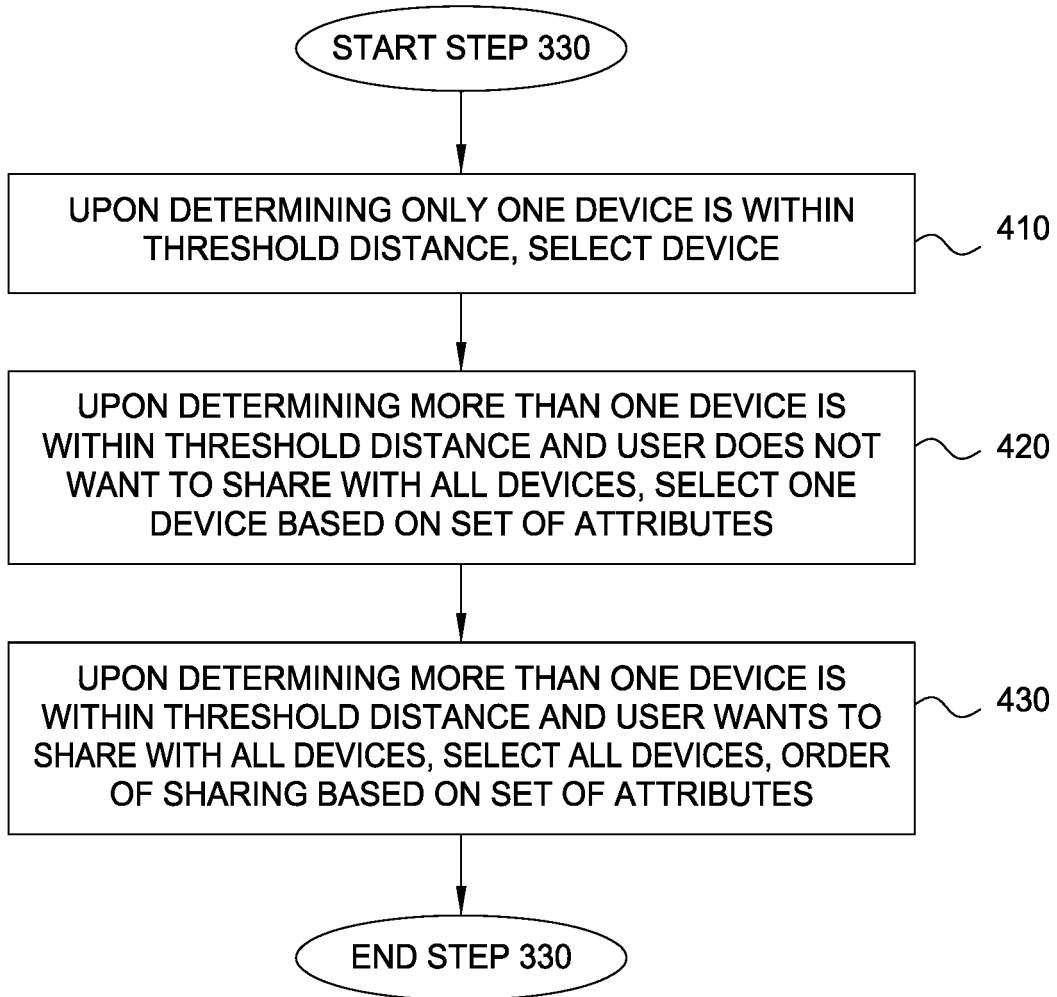 START STEP 330
UPON DETERMINING ONLY ONE DEVICE IS WITHIN
THRESHOLD DISTANCE, SELECT DEVICE
410
UPON DETERMINING MORE THAN ONE DEVICE IS
WITHIN THRESHOLD DISTANCE AND USER DOES NOT
WANT TO SHARE WITH ALL DEVICES, SELECT ONE
DEVICE BASED ON SET OF ATTRIBUTES
420
UPON DETERMINING MORE THAN ONE DEVICE IS
WITHIN THRESHOLD DISTANCE AND USER WANTS TO
SHARE WITH ALL DEVICES, SELECT ALL DEVICES, ORDER
OF SHARING BASED ON SET OF ATTRIBUTES
430
END STEP 330